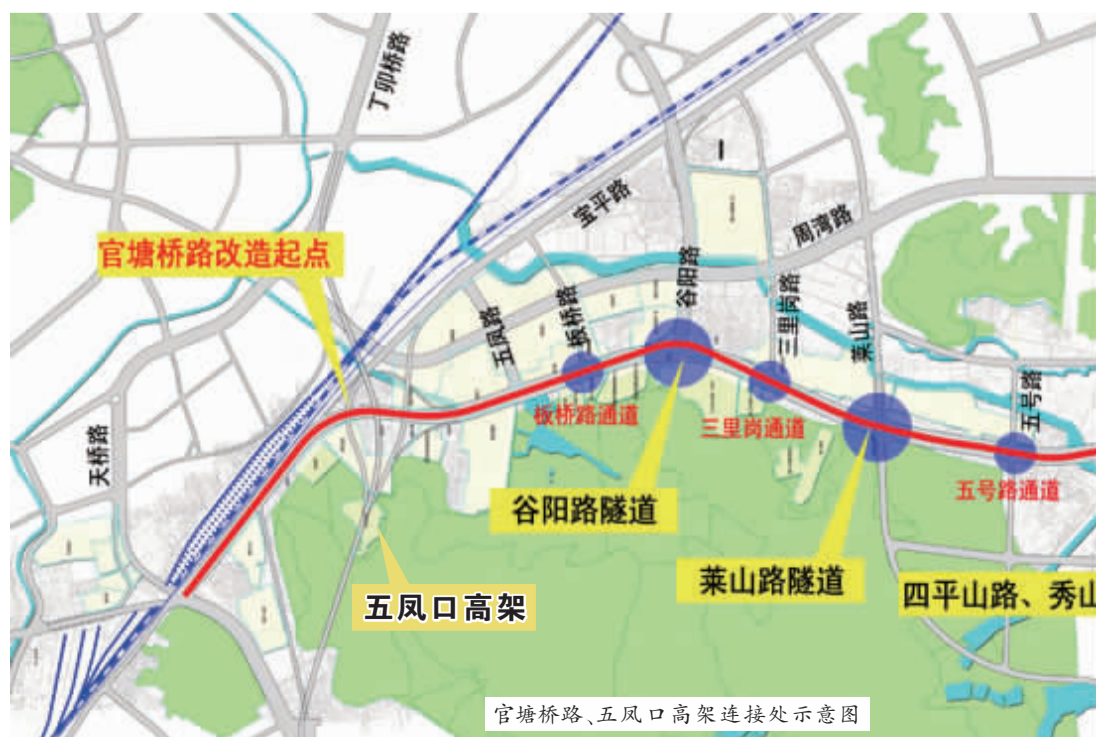 丁卯桥路
宝平路
周湾路
官塘桥路改造起点
谷阳路
三里岗路
莱山路
五凤路
板桥路
五号路
天桥路
板桥路通道
三里岗通道
五号路通道
谷阳路隧道
莱山路隧道
四平山路、秀山
五凤口高架
官塘桥路、五凤口高架连接处示意图